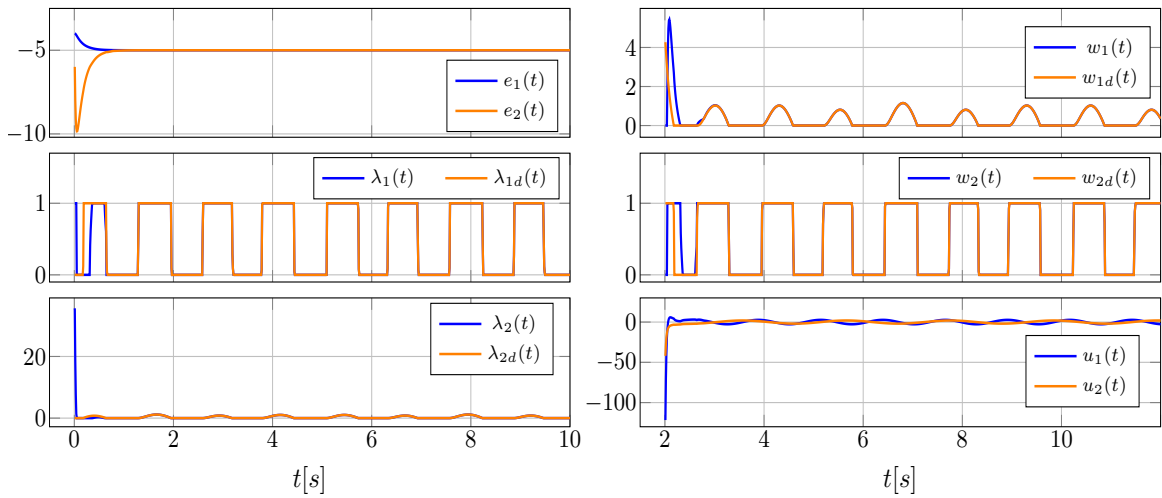 −5
−10
e₁(t)
e₂(t)
4
2
0
w₁(t)
w₁d(t)
1
0
λ₁(t) λ₁d(t)
1
0
w₂(t) w₂d(t)
20
0
λ₂(t)
λ₂d(t)
0
−50
−100
u₁(t)
u₂(t)
0 2 4 6 8 10
t[s]
2 4 6 8 10
t[s]